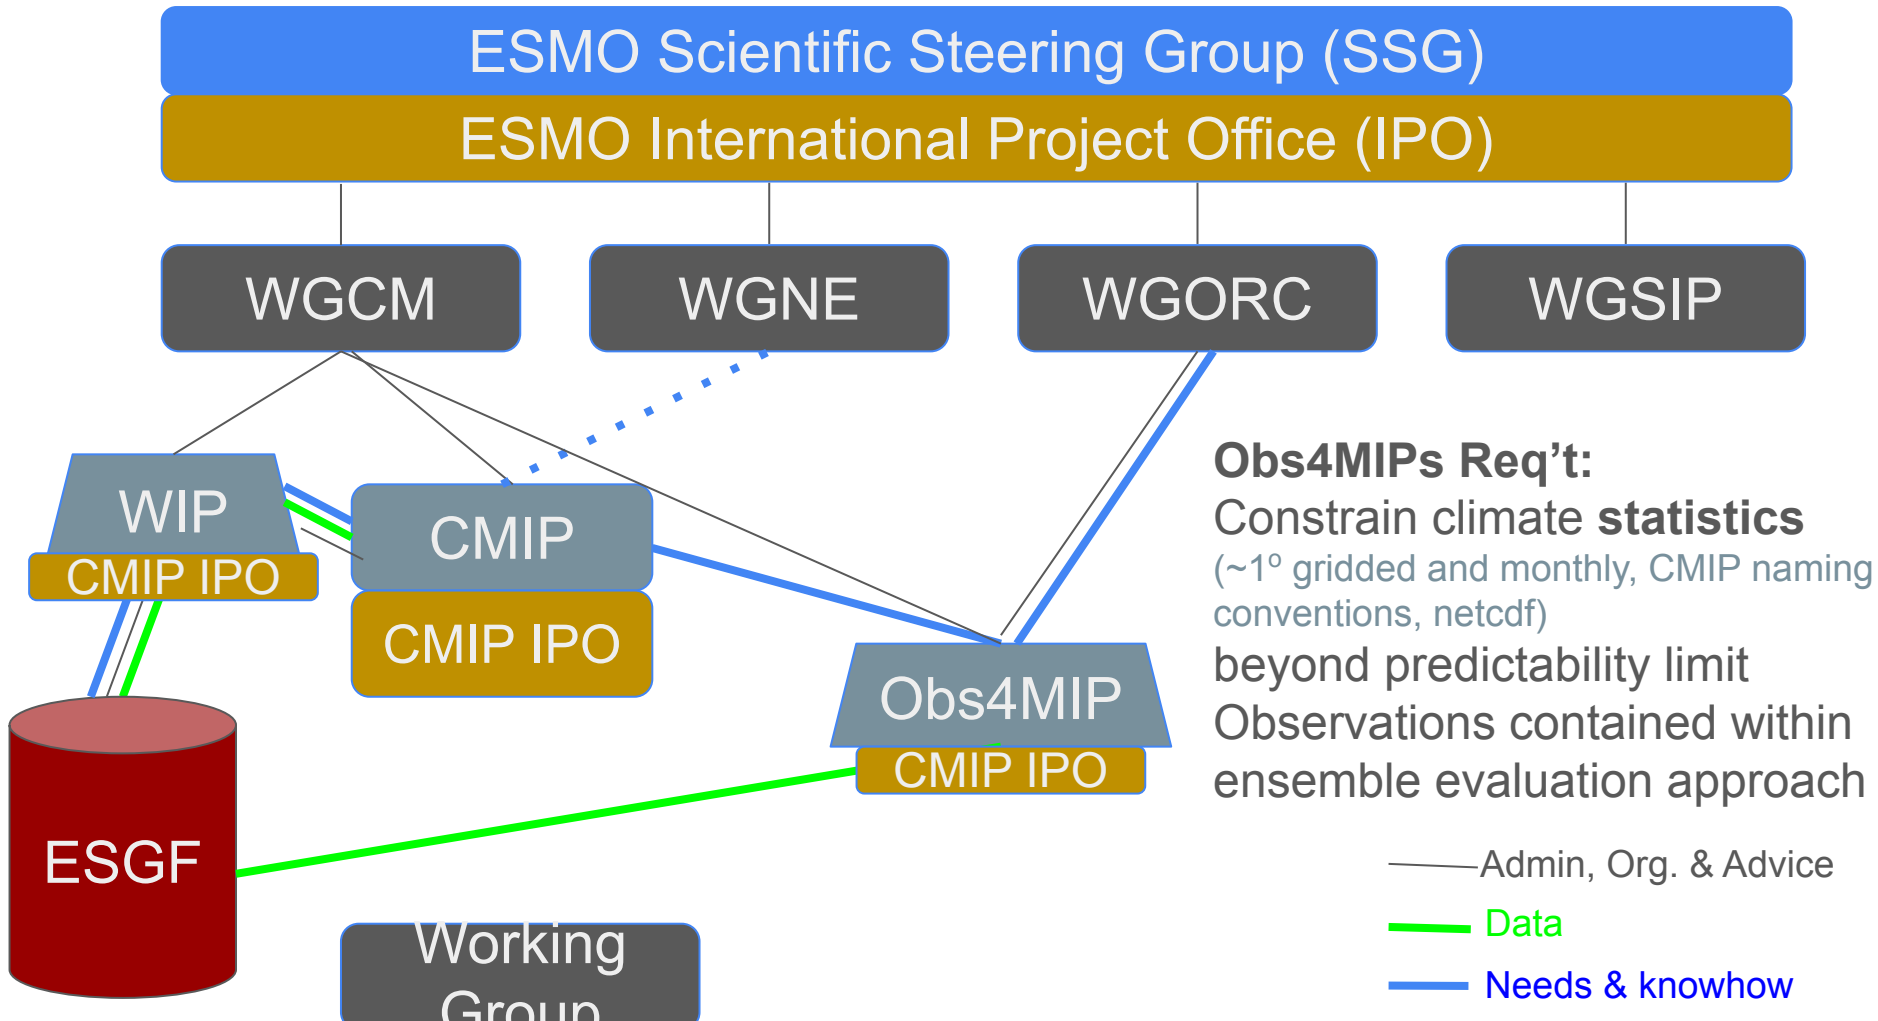 ESMO Scientific Steering Group (SSG)
ESMO International Project Office (IPO)
WGCM
WGNE
WGORC
WGSIP
WIP
CMIP IPO
CMIP
CMIP IPO
Obs4MIP
CMIP IPO
ESGF
Obs4MIPs Req’t:
Constrain climate statistics
(~1º gridded and monthly, CMIP naming
conventions, netcdf)
beyond predictability limit
Observations contained within
ensemble evaluation approach
Admin, Org. & Advice
Data
Needs & knowhow
Working
Group